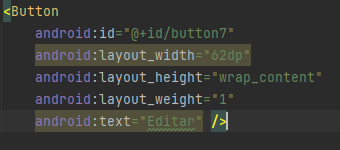 <Button
android:id="@+id/button7"
android:layout_width="62dp"
android:layout_height="wrap_content"
android:layout_weight="1"
android:text="Editar" />